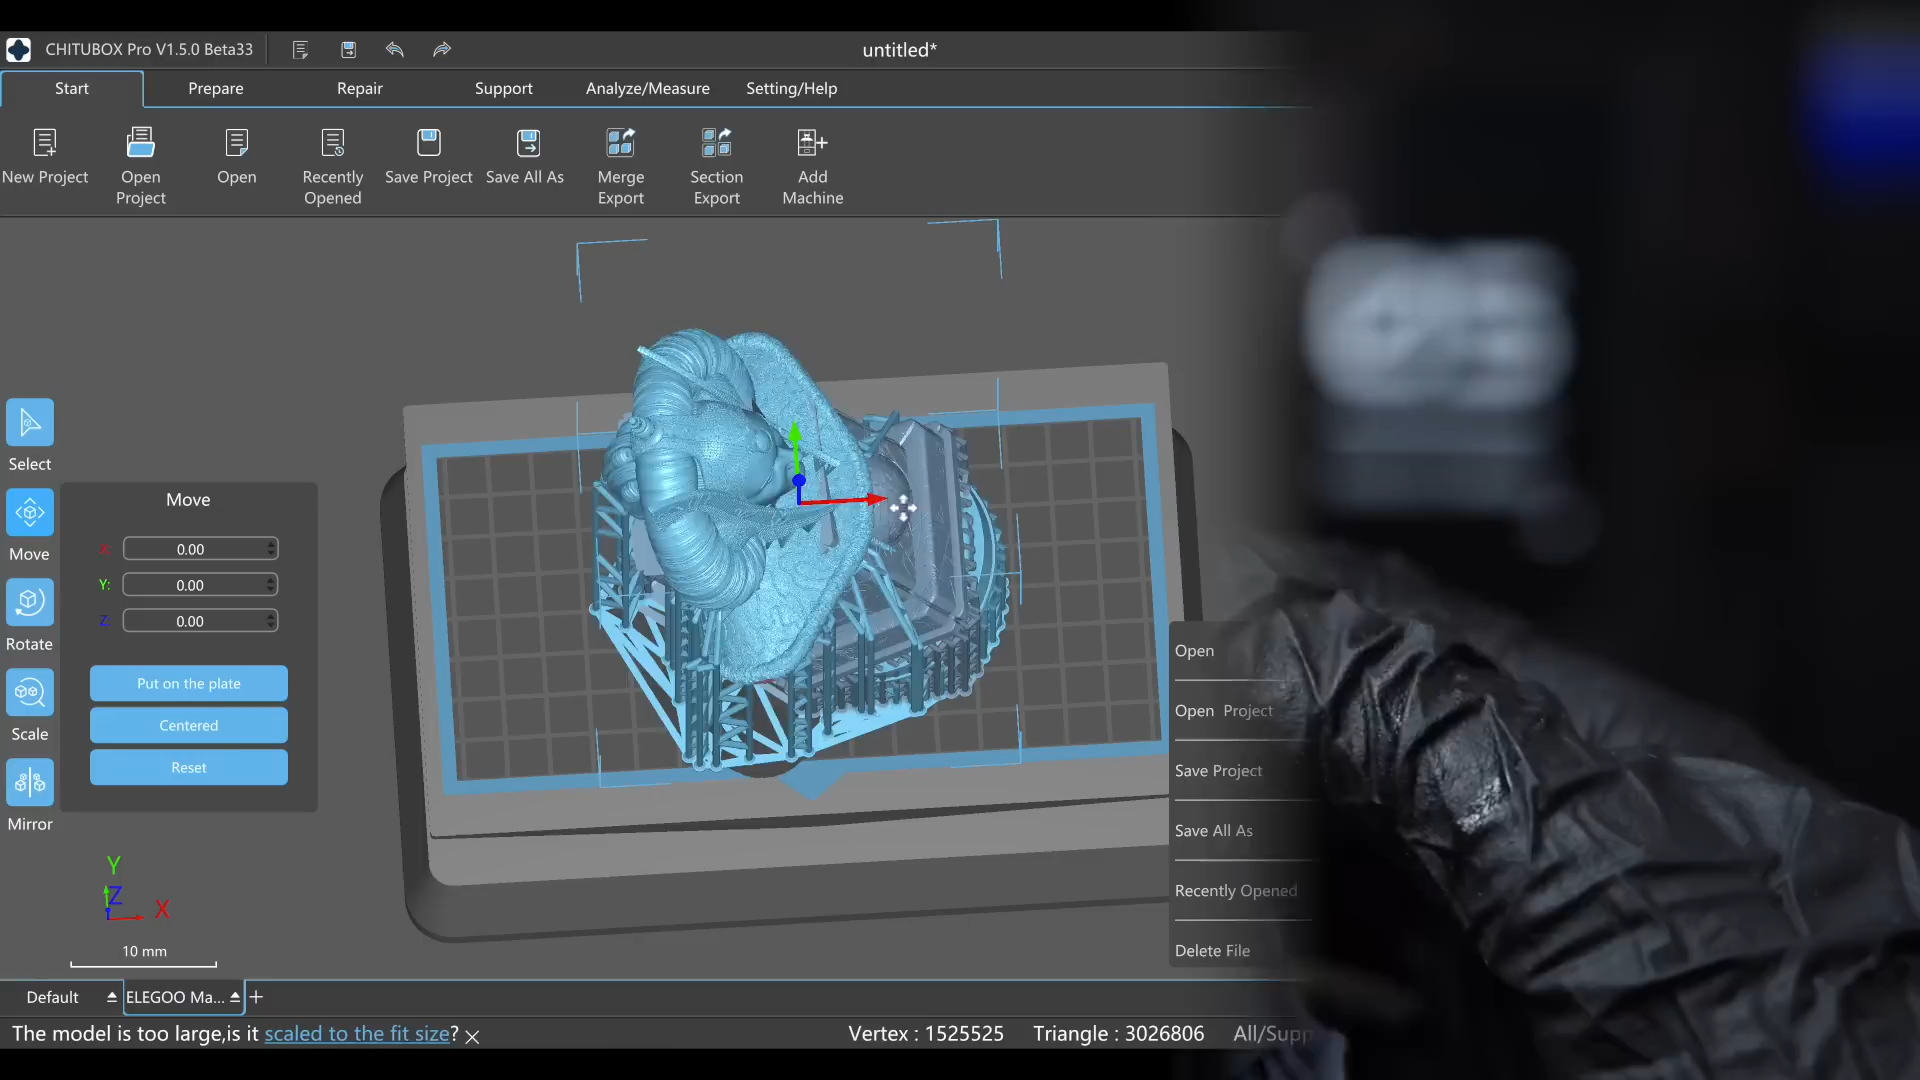 CHITUBOX Pro V1.5.0 Beta33
untitled*
Start
Prepare
Repair
Support
Analyze/Measure
Setting/Help
New Project
Open
Project
Open
Recently
Opened
Save Project
Save All As
Merge
Export
Section
Export
Add
Machine
Select
Move
Rotate
Scale
Mirror
Move
X:
0.00
Y:
0.00
Z:
0.00
Put on the plate
Centered
Reset
Y
Z
X
10 mm
Open
Open Project
Save Project
Save All As
Recently Opened
Delete File
Default
ELEGOO Ma...
The model is too large,is it scaled to the fit size?
Vertex : 1525525
Triangle : 3026806
All/Supp